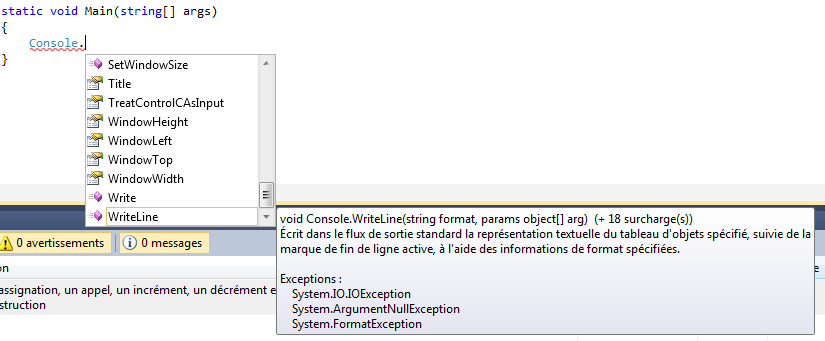 static void Main(string[] args)
{
Console.
}
SetWindowSize
Title
TreatControlCAsInput
WindowHeight
WindowLeft
WindowTop
WindowWidth
Write
WriteLine
void Console.WriteLine(string format, params object[] arg) (+ 18 surcharge(s))
Écrit dans le flux de sortie standard la représentation textuelle du tableau d'objets spécifié, suivie de la
marque de fin de ligne active, à l'aide des informations de format spécifiées.
Exceptions :
System.IO.IOException
System.ArgumentNullException
System.FormatException
0 avertissements
0 messages
on
assignation, un appel, un incrément, un décrément e
struction
e